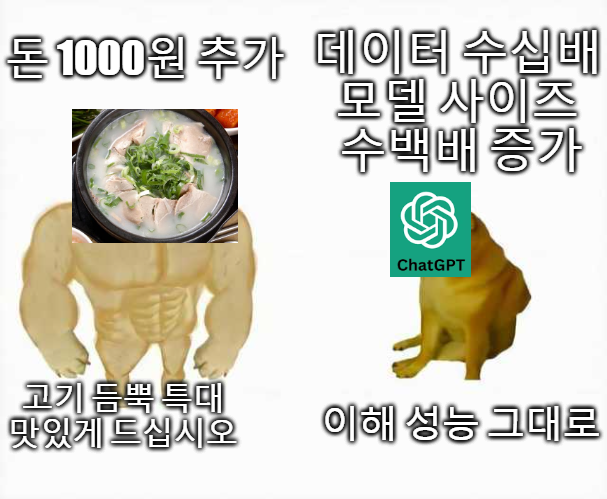 돈 1000원 추가
데이터 수십배
모델 사이즈
수백배 증가
ChatGPT
고기 듬뿍 특대
맛있게 드십시오
이해 성능 그대로